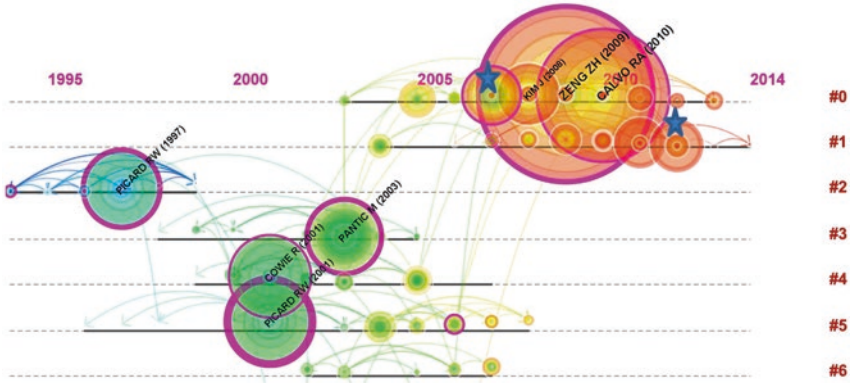 1995 2000 2005 2010 2014
KIM J (2008)
ZENG ZH (2009)
CALVO RA (2010)
#0
#1
PICARD RW (1997)
#2
PANTIC M (2003)
#3
COWIE R (2001)
#4
PICARD RW (2001)
#5
#6